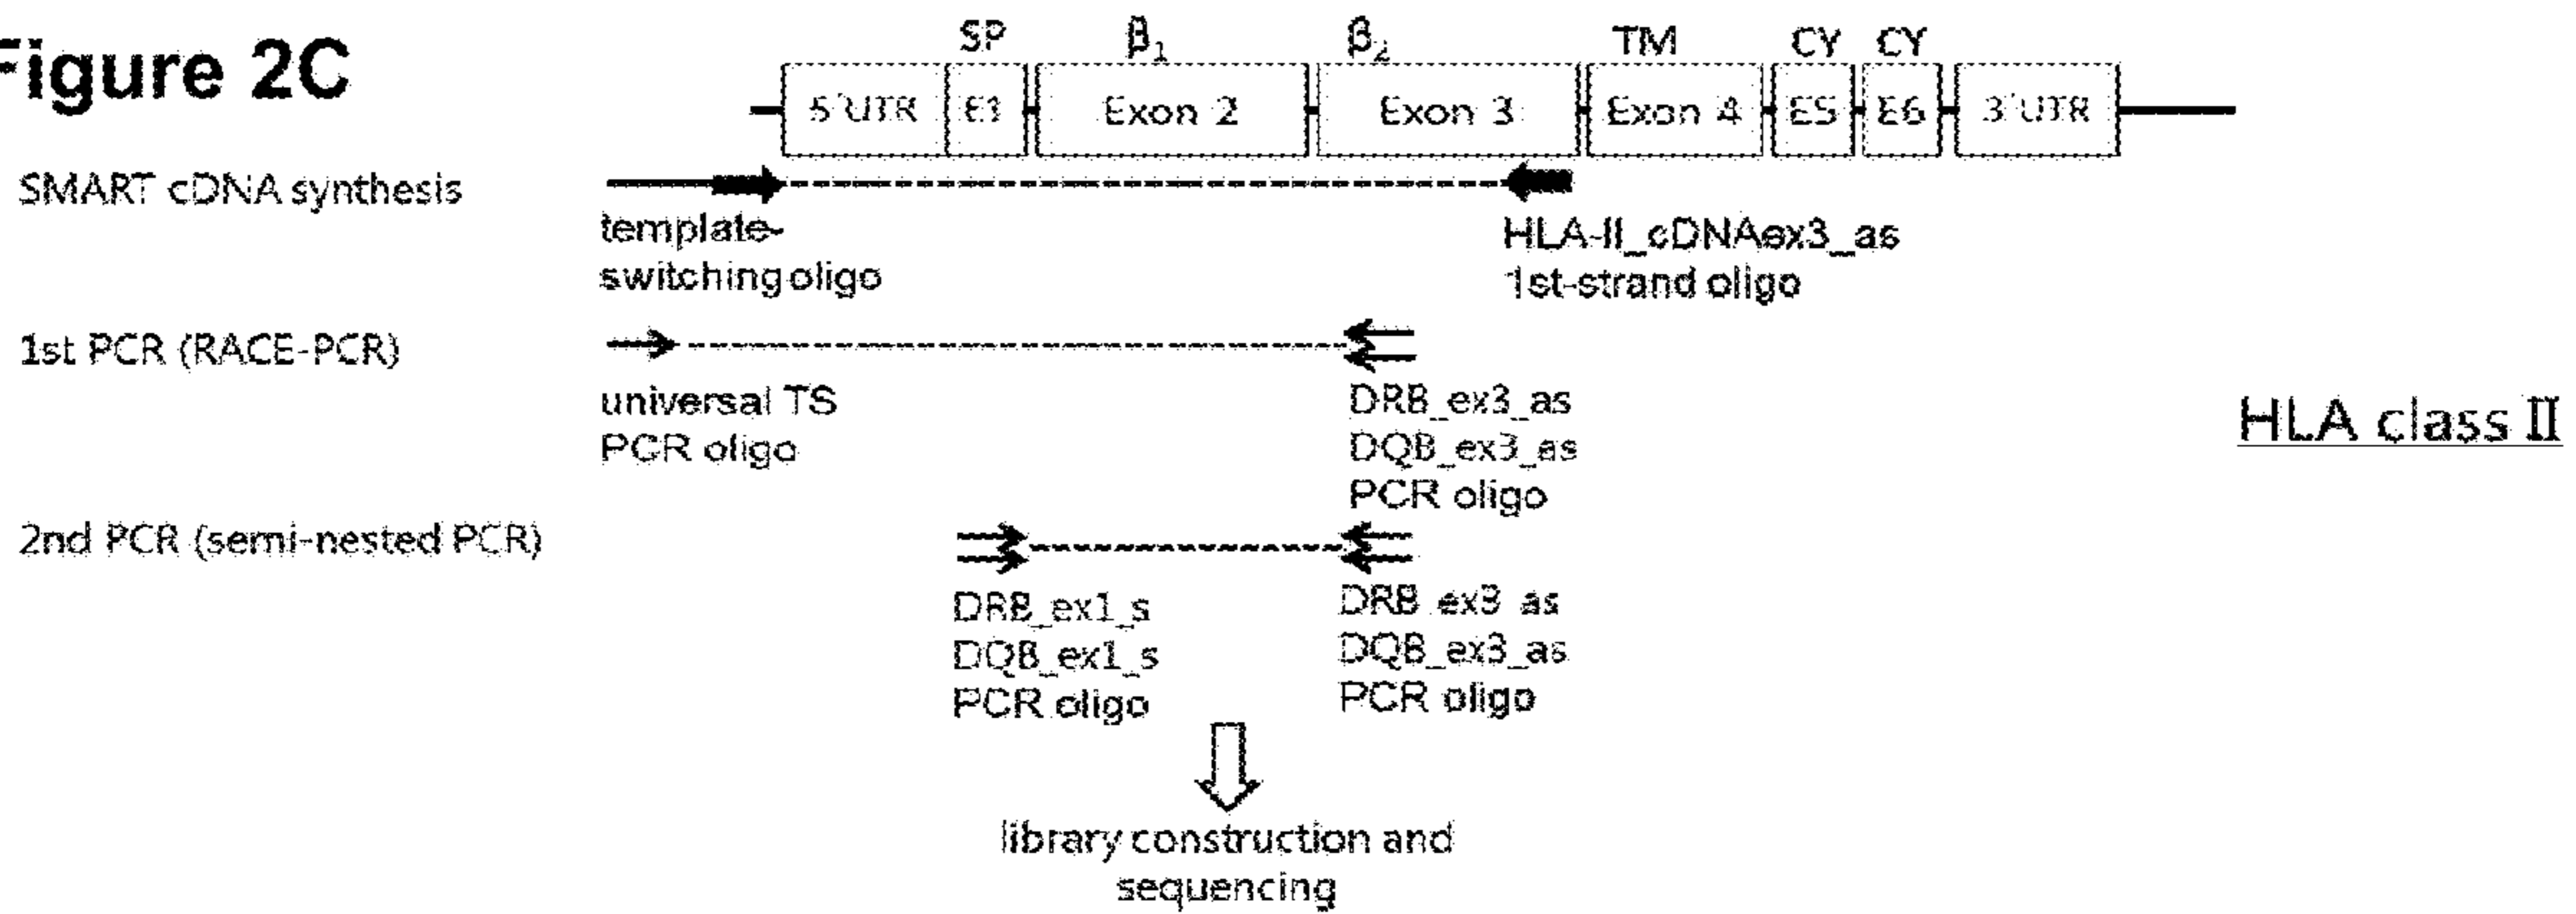 Figure 2C
SP β₁ β₂ TM CY CY
5'UTR E1 Exon 2 Exon 3 Exon 4 E5 E6 3'UTR
SMART cDNA synthesis
template-
switching oligo
HLA-II_cDNAex3_as
1st-strand oligo
1st PCR (RACE-PCR)
universal TS
PCR oligo
DRB_ex3_as
DQB_ex3_as
PCR oligo
HLA class II
2nd PCR (semi-nested PCR)
DRB_ex1_s
DQB_ex1_s
PCR oligo
DRB_ex3_as
DQB_ex3_as
PCR oligo
library construction and
sequencing